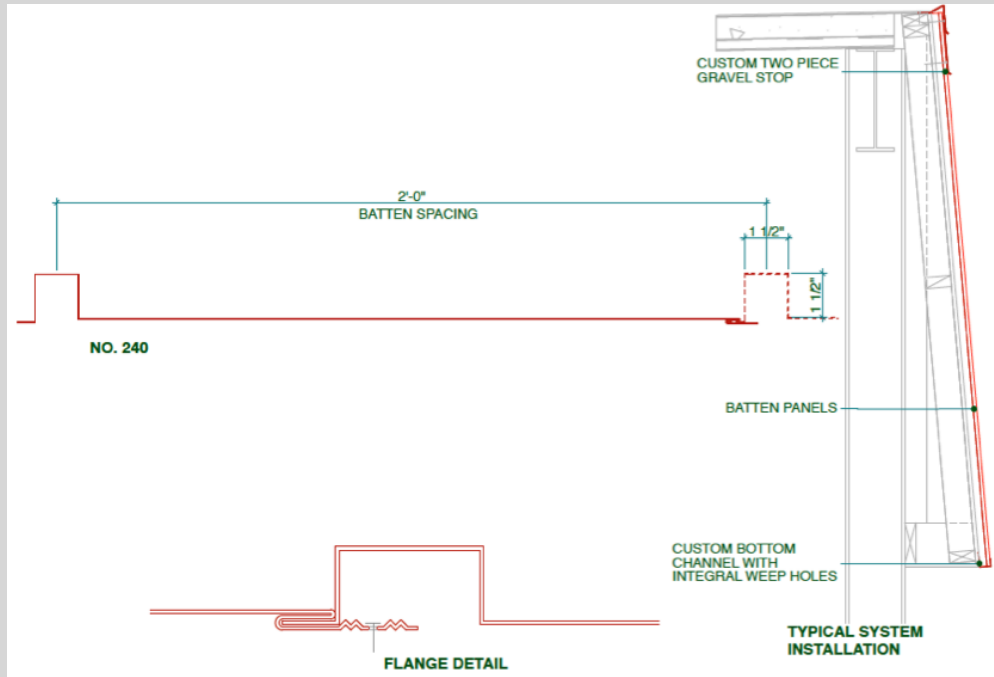 CUSTOM TWO PIECE
GRAVEL STOP
2'-0"
BATTEN SPACING
1 1/2"
1 1/2"
NO. 240
BATTEN PANELS
CUSTOM BOTTOM
CHANNEL WITH
INTEGRAL WEEP HOLES
TYPICAL SYSTEM
INSTALLATION
FLANGE DETAIL